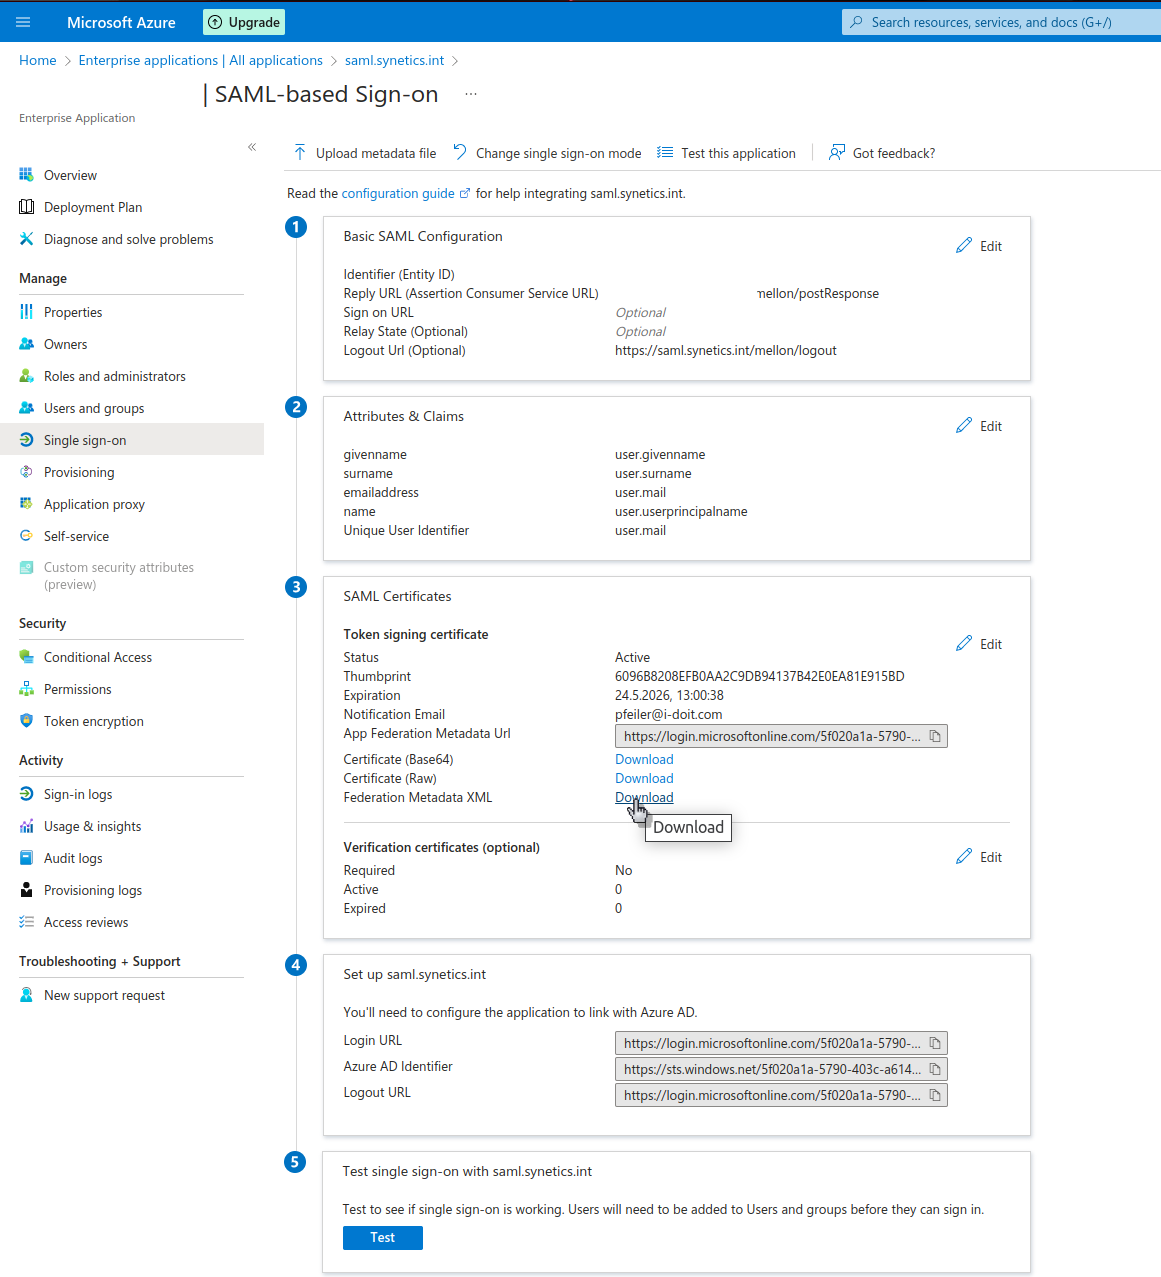 Microsoft Azure
Upgrade
Search resources, services, and docs (G+/)
Home > Enterprise applications | All applications > saml.synetics.int >
| SAML-based Sign-on ...
Enterprise Application
«
Overview
Deployment Plan
Diagnose and solve problems
Manage
Properties
Owners
Roles and administrators
Users and groups
Single sign-on
Provisioning
Application proxy
Self-service
Custom security attributes
(preview)
Security
Conditional Access
Permissions
Token encryption
Activity
Sign-in logs
Usage & insights
Audit logs
Provisioning logs
Access reviews
Troubleshooting + Support
New support request
Upload metadata file
Change single sign-on mode
Test this application
Got feedback?
Read the configuration guide for help integrating saml.synetics.int.
1
Basic SAML Configuration
Edit
Identifier (Entity ID)
Reply URL (Assertion Consumer Service URL) mellon/postResponse
Sign on URL Optional
Relay State (Optional) Optional
Logout Url (Optional) https://saml.synetics.int/mellon/logout
2
Attributes & Claims
Edit
givenname user.givenname
surname user.surname
emailaddress user.mail
name user.userprincipalname
Unique User Identifier user.mail
3
SAML Certificates
Token signing certificate
Edit
Status Active
Thumbprint 6096B8208EFB0AA2C9DB94137B42E0EA81E915BD
Expiration 24.5.2026, 13:00:38
Notification Email pfeiler@i-doit.com
App Federation Metadata Url https://login.microsoftonline.com/5f020a1a-5790-...
Certificate (Base64) Download
Certificate (Raw) Download
Federation Metadata XML Download
Download
Verification certificates (optional)
Edit
Required No
Active 0
Expired 0
4
Set up saml.synetics.int
You'll need to configure the application to link with Azure AD.
Login URL https://login.microsoftonline.com/5f020a1a-5790-...
Azure AD Identifier https://sts.windows.net/5f020a1a-5790-403c-a614...
Logout URL https://login.microsoftonline.com/5f020a1a-5790-...
5
Test single sign-on with saml.synetics.int
Test to see if single sign-on is working. Users will need to be added to Users and groups before they can sign in.
Test